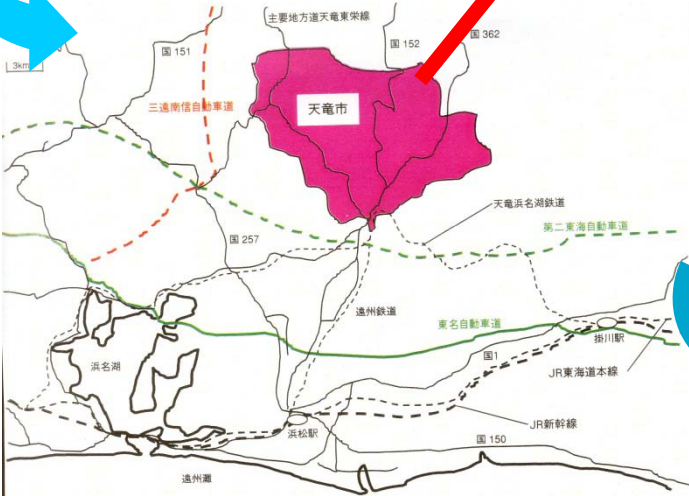 主要地方道天竜東栄線
国 151
国 152
国 362
3km
三遠南信自動車道
天竜市
天竜浜名湖鉄道
第二東海自動車道
国 257
遠州鉄道
東名自動車道
掛川駅
国1
浜名湖
JR東海道本線
JR新幹線
浜松駅
国 150
遠州灘